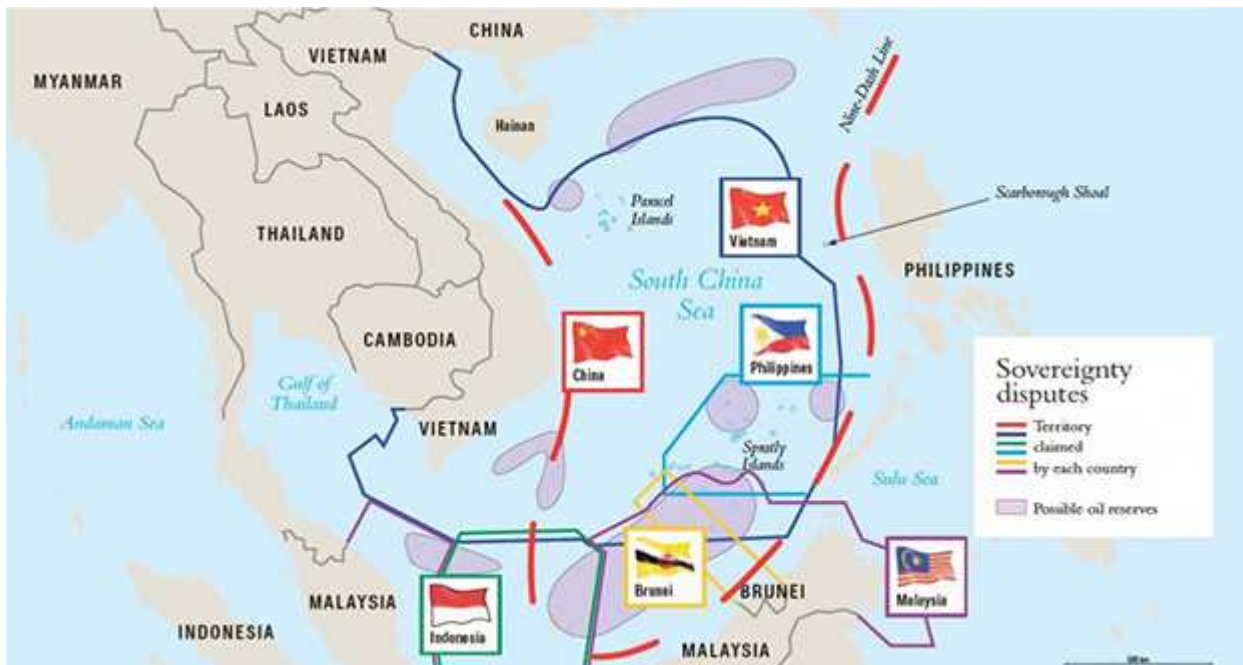 CHINA
VIETNAM
MYANMAR
LAOS
Hainan
Nine-Dash Line
Paracel
Islands
Scarborough Shoal
THAILAND
Vietnam
PHILIPPINES
South China
Sea
CAMBODIA
China
Philippines
Gulf of
Thailand
Andaman Sea
VIETNAM
Spratly
Islands
Sulu Sea
Sovereignty
disputes
Territory
claimed
by each country
Possible oil reserves
MALAYSIA
INDONESIA
Indonesia
Brunei
BRUNEI
Malaysia
MALAYSIA